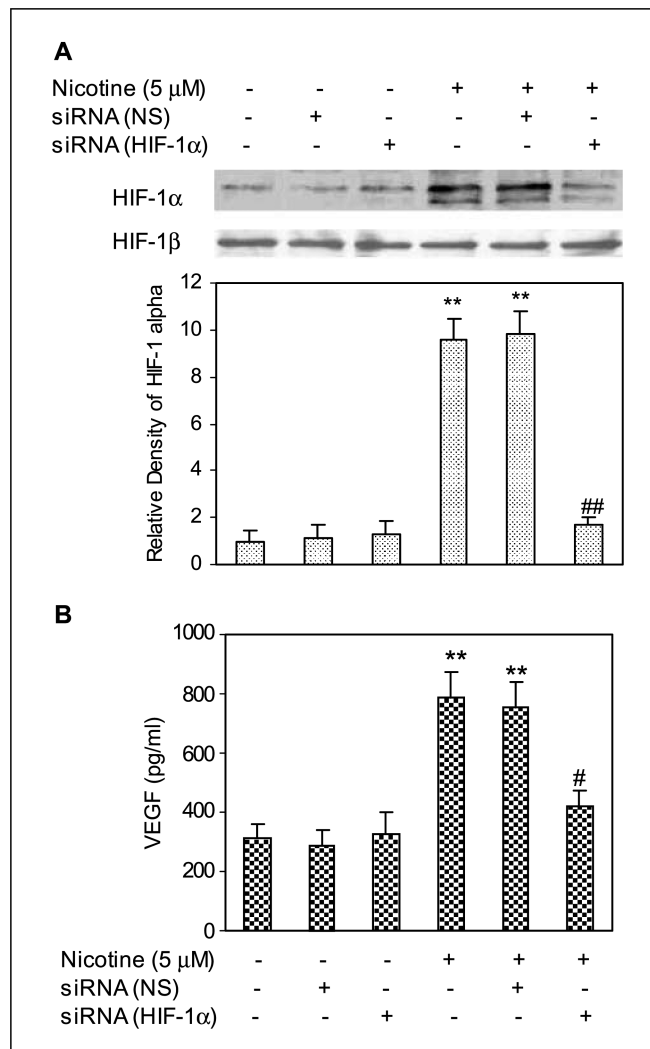 A
Nicotine (5 μM) - - - + + +
siRNA (NS) - + - - + -
siRNA (HIF-1α) - - + - - +
HIF-1α
HIF-1β
Relative Density of HIF-1 alpha
12
10
8
6
4
2
0
** ** ##
B
VEGF (pg/ml)
1000
800
600
400
200
0
** ** #
Nicotine (5 μM) - - - + + +
siRNA (NS) - + - - + -
siRNA (HIF-1α) - - + - - +